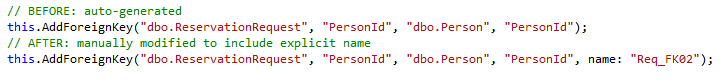 // BEFORE: auto-generated
this.AddForeignKey("dbo.ReservationRequest", "PersonId", "dbo.Person", "PersonId");
// AFTER: manually modified to include explicit name
this.AddForeignKey("dbo.ReservationRequest", "PersonId", "dbo.Person", "PersonId", name: "Req_FK02");